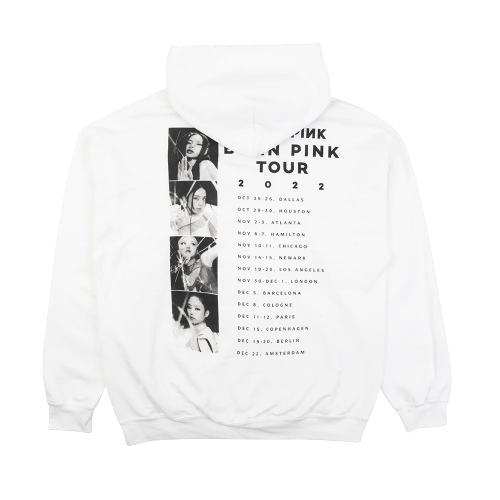 PIИK
B N PINK
TOUR
2022
OCT 25-26, DALLAS
OCT 29-30, HOUSTON
NOV 2-3, ATLANTA
NOV 6-7, HAMILTON
NOV 10-11, CHICAGO
NOV 14-15, NEWARK
NOV 19-20, LOS ANGELES
NOV 30-DEC 1, LONDON
DEC 5, BARCELONA
DEC 8, COLOGNE
DEC 11-12, PARIS
DEC 15, COPENHAGEN
DEC 19-20, BERLIN
DEC 22, AMSTERDAM